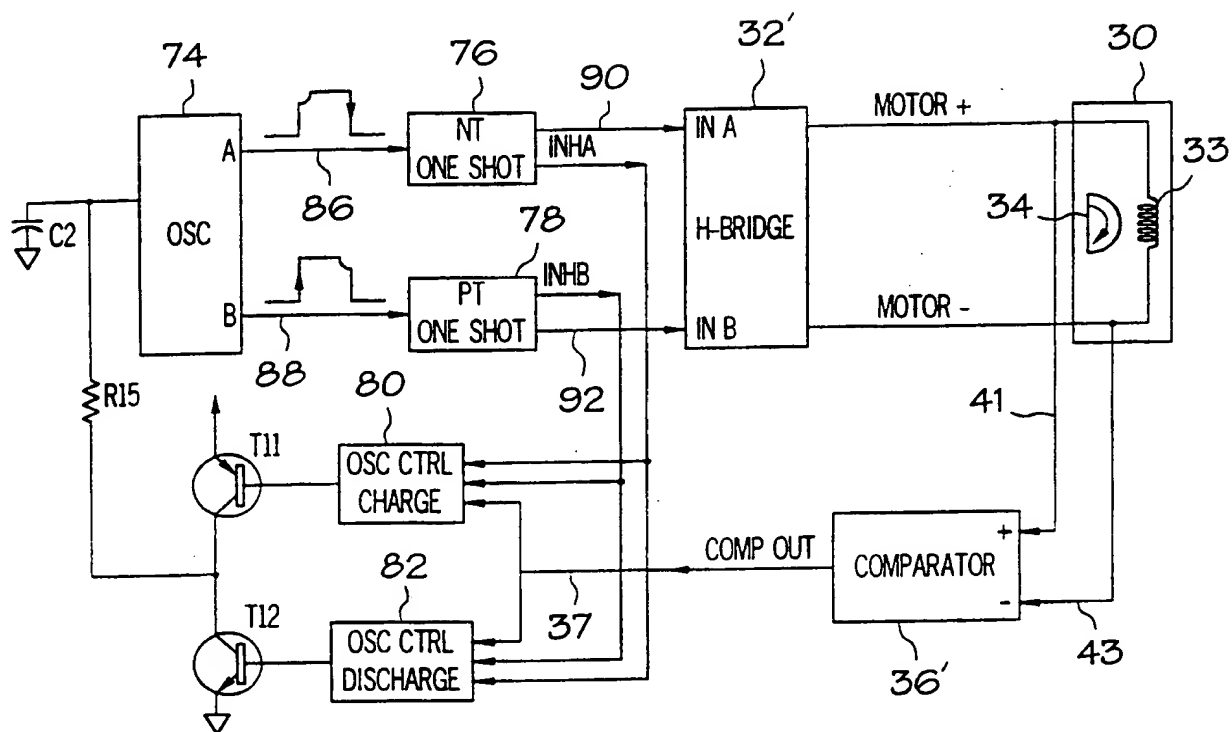 74
76
90
32'
30
MOTOR +
A
NT
ONE SHOT
INHA
IN A
33
86
34
C2
OSC
78
H-BRIDGE
INHB
B
PT
ONE SHOT
IN B
MOTOR -
88
92
R15
80
41
T11
OSC CTRL
CHARGE
COMP OUT
+
COMPARATOR
-
82
37
43
T12
OSC CTRL
DISCHARGE
36'